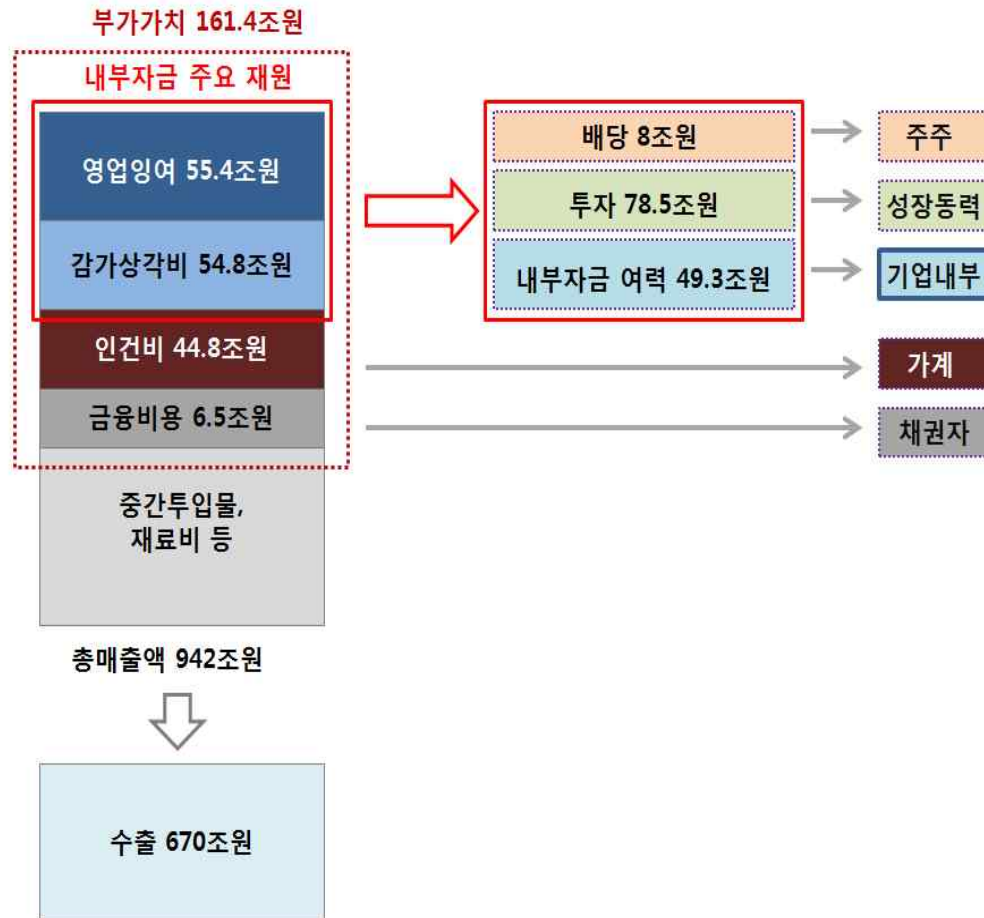 부가가치 161.4조원
내부자금 주요 재원
영업잉여 55.4조원
감가상각비 54.8조원
인건비 44.8조원
금융비용 6.5조원
중간투입물,
재료비 등
총매출액 942조원
수출 670조원
배당 8조원
투자 78.5조원
내부자금 여력 49.3조원
주주
성장동력
기업내부
가계
채권자